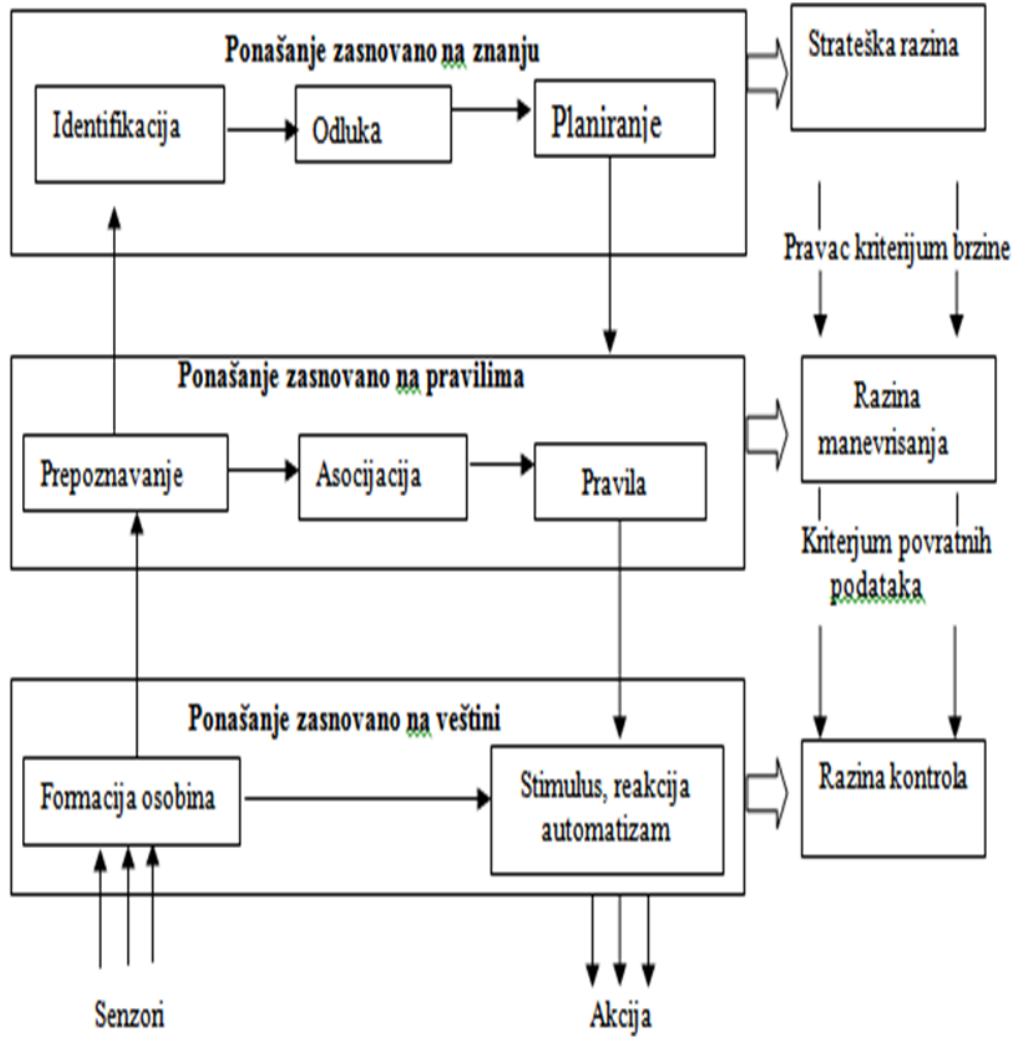 Ponašanje zasnovano na znanju
Identifikacija
Odluka
Planiranje
Strateška razina
Pravac kriterijum brzine
Ponašanje zasnovano na pravilima
Prepoznavanje
Asocijacija
Pravila
Razina
manevrisanja
Kriterjum povratnih
podataka
Ponašanje zasnovano na veštini
Formacija osobina
Stimulus, reakcija
automatizam
Razina kontrola
Senzori
Akcija